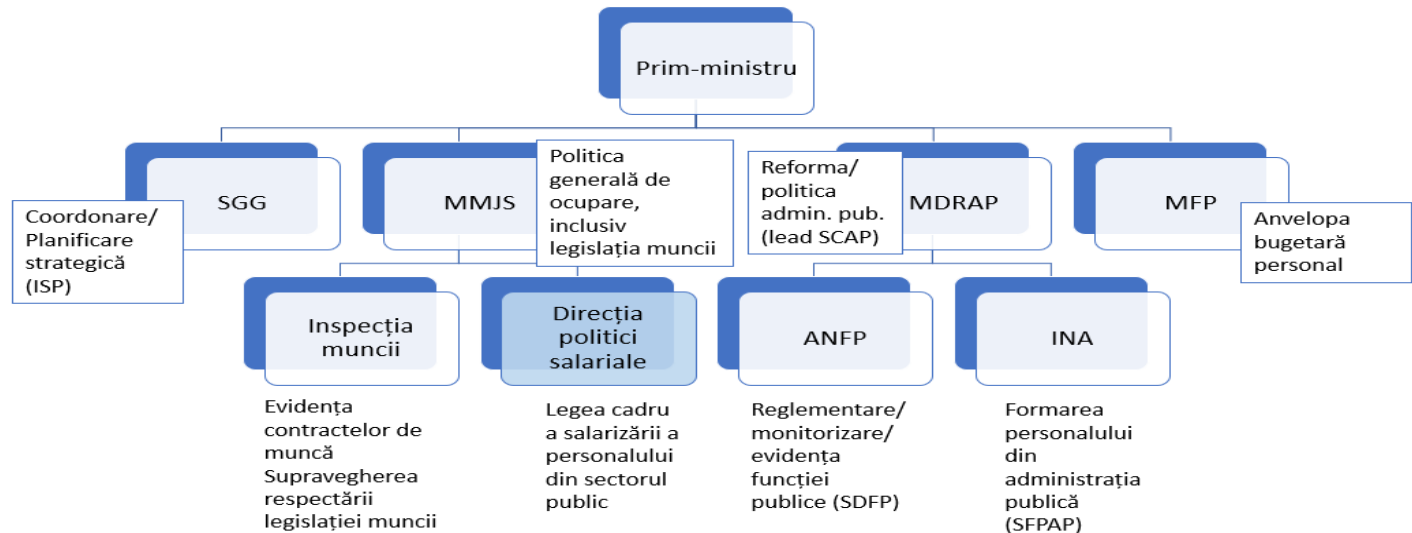 Prim-ministru
SGG
Coordonare/
Planificare
strategică
(ISP)
MMJS
Politica
generală de
ocupare,
inclusiv
legislația muncii
Reforma/
politica
admin. pub.
(lead SCAP)
MDRAP
MFP
Anvelopa
bugetară
personal
Inspecția
muncii
Direcția
politici
salariale
ANFP
INA
Evidența
contractelor de
muncă
Supravegherea
respectării
legislației muncii
Legea cadru
a salarizării a
personalului
din sectorul
public
Reglementare/
monitorizare/
evidența
funcției
publice (SDFP)
Formarea
personalului
din
administrația
publică
(SFPAP)